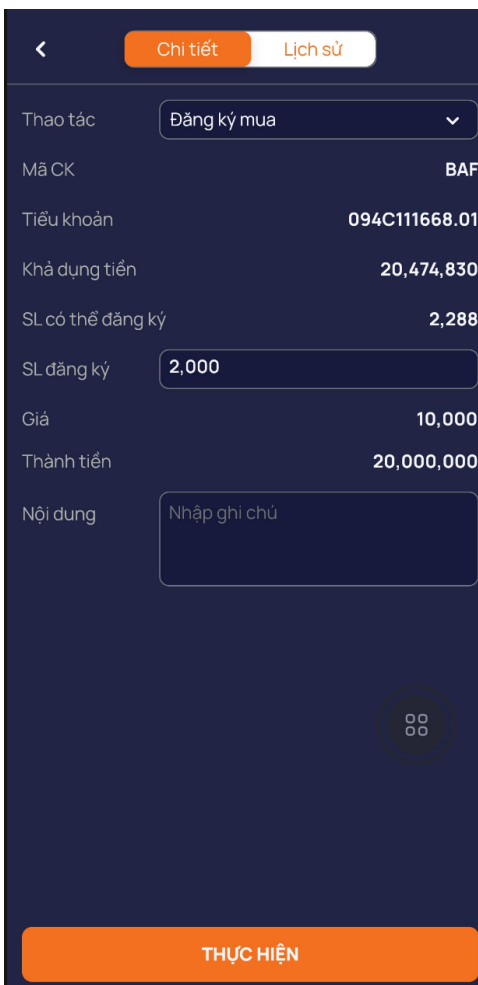 Chi tiết Lịch sử
Thao tác Đăng ký mua
Mã CK BAF
Tiểu khoản 094C111668.01
Khả dụng tiền 20,474,830
SL có thể đăng ký 2,288
SL đăng ký 2,000
Giá 10,000
Thành tiền 20,000,000
Nội dung Nhập ghi chú
THỰC HIỆN